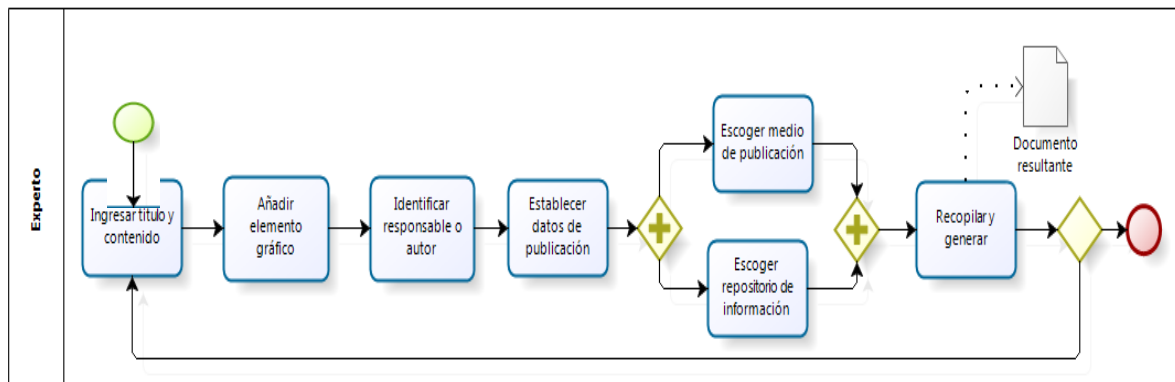 Experto
Ingresar título y
contenido
Añadir
elemento
gráfico
Identificar
responsable o
autor
Establecer
datos de
publicación
Escoger medio
de publicación
Escoger
repositorio de
información
Recopilar y
generar
Documento
resultante